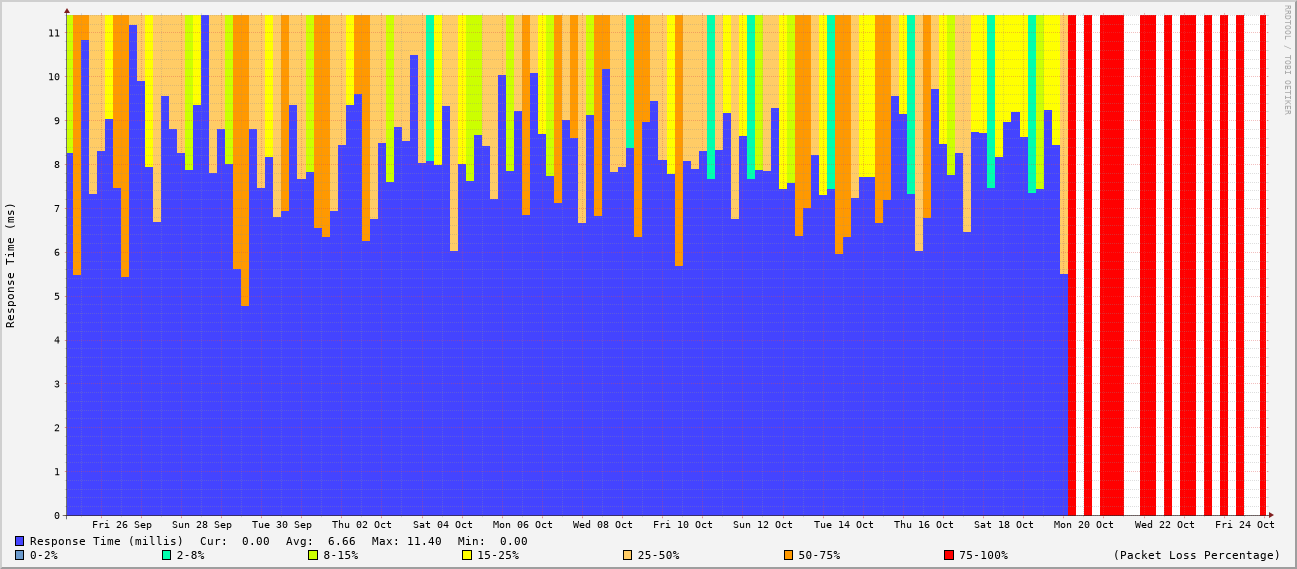 RRDTOOL / TOBI OETIKER
Response Time (ms)
11
10
9
8
7
6
5
4
3
2
1
0
Fri 26 Sep Sun 28 Sep Tue 30 Sep Thu 02 Oct Sat 04 Oct Mon 06 Oct Wed 08 Oct Fri 10 Oct Sun 12 Oct Tue 14 Oct Thu 16 Oct Sat 18 Oct Mon 20 Oct Wed 22 Oct Fri 24 Oct
Response Time (millis) Cur: 0.00 Avg: 6.66 Max: 11.40 Min: 0.00
0-2% 2-8% 8-15% 15-25% 25-50% 50-75% 75-100% (Packet Loss Percentage)